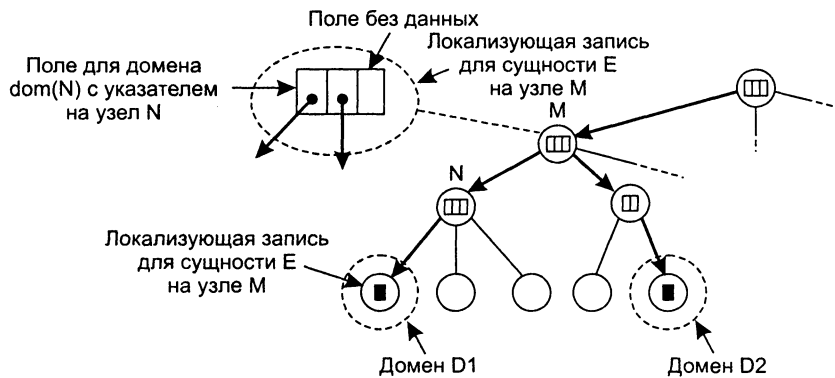 Поле без данных
Поле для домена
dom(N) с указателем
на узел N
Локализующая запись
для сущности E
на узле M
M
N
Локализующая запись
для сущности E
на узле M
Домен D1
Домен D2